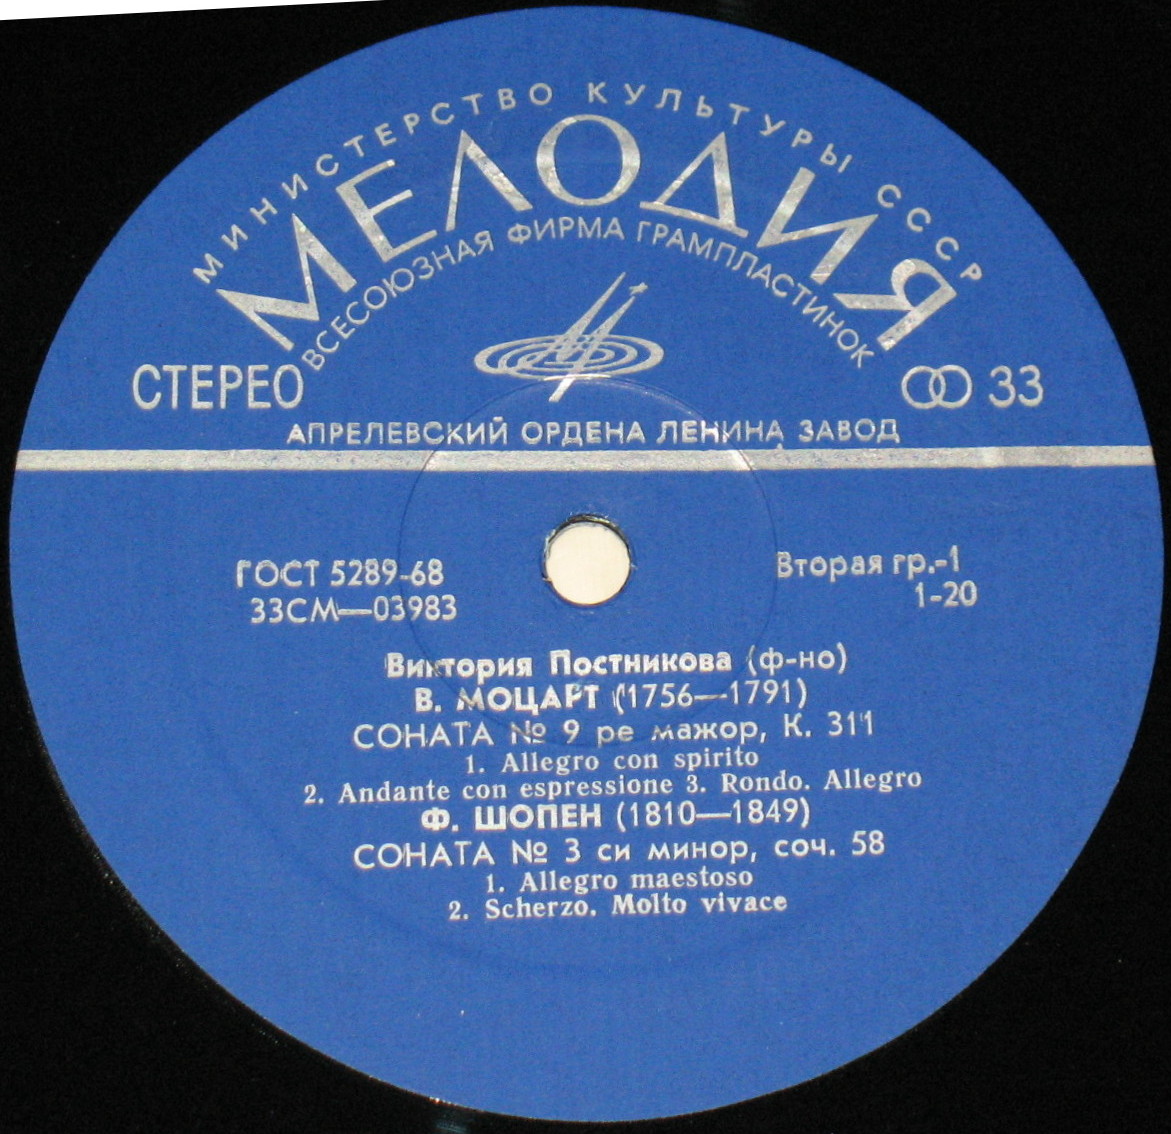 МИНИСТЕРСТВО КУЛЬТУРЫ СССР
МЕЛОДИЯ
ВСЕСОЮЗНАЯ ФИРМА ГРАМПЛАСТИНОК
СТЕРЕО
33
АПРЕЛЕВСКИЙ ОРДЕНА ЛЕНИНА ЗАВОД
ГОСТ 5289-68
Вторая гр.-1
33СМ—03983
1-20
Виктория Постникова (ф-но)
В. МОЦАРТ (1756—1791)
СОНАТА № 9 ре мажор, К. 311
1. Allegro con spirito
2. Andante con espressione 3. Rondo. Allegro
Ф. ШОПЕН (1810—1849)
СОНАТА № 3 си минор, соч. 58
1. Allegro maestoso
2. Scherzo. Molto vivace